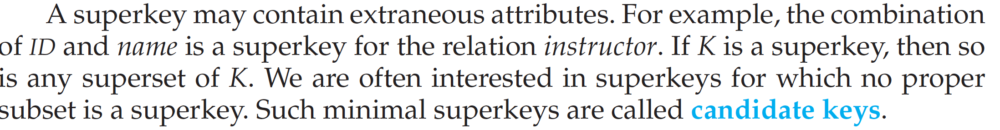 A superkey may contain extraneous attributes. For example, the combination
of ID and name is a superkey for the relation instructor. If K is a superkey, then so
is any superset of K. We are often interested in superkeys for which no proper
subset is a superkey. Such minimal superkeys are called candidate keys.